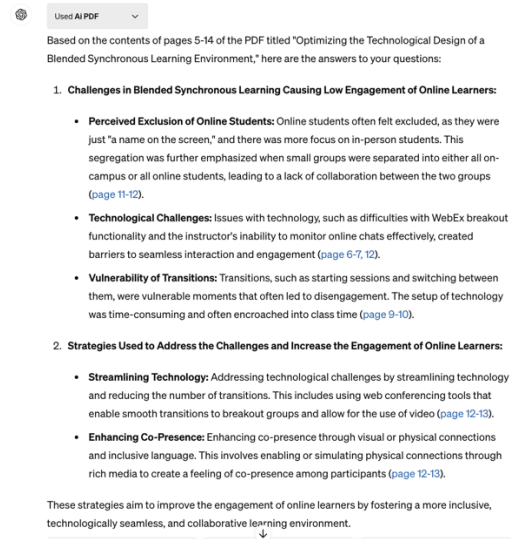 Used Ai PDF
Based on the contents of pages 5-14 of the PDF titled "Optimizing the Technological Design of a
Blended Synchronous Learning Environment," here are the answers to your questions:
1. Challenges in Blended Synchronous Learning Causing Low Engagement of Online Learners:
• Perceived Exclusion of Online Students: Online students often felt excluded, as they were
just "a name on the screen," and there was more focus on in-person students. This
segregation was further emphasized when small groups were separated into either all on-
campus or all online students, leading to a lack of collaboration between the two groups
(page 11-12).
• Technological Challenges: Issues with technology, such as difficulties with WebEx breakout
functionality and the instructor's inability to monitor online chats effectively, created
barriers to seamless interaction and engagement (page 6-7, 12).
• Vulnerability of Transitions: Transitions, such as starting sessions and switching between
them, were vulnerable moments that often led to disengagement. The setup of technology
was time-consuming and often encroached into class time (page 9-10).
2. Strategies Used to Address the Challenges and Increase the Engagement of Online Learners:
• Streamlining Technology: Addressing technological challenges by streamlining technology
and reducing the number of transitions. This includes using web conferencing tools that
enable smooth transitions to breakout groups and allow for the use of video (page 12-13).
• Enhancing Co-Presence: Enhancing co-presence through visual or physical connections
and inclusive language. This involves enabling or simulating physical connections through
rich media to create a feeling of co-presence among participants (page 12-13).
These strategies aim to improve the engagement of online learners by fostering a more inclusive,
technologically seamless, and collaborative learning environment.